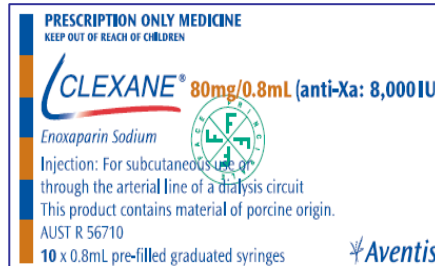 PRESCRIPTION ONLY MEDICINE
KEEP OUT OF REACH OF CHILDREN
CLEXANE® 80mg/0.8mL (anti-Xa: 8,000 IU
Enoxaparin Sodium
Injection: For subcutaneous use or
through the arterial line of a dialysis circuit
This product contains material of porcine origin.
AUST R 56710
10 x 0.8mL pre-filled graduated syringes
Aventis